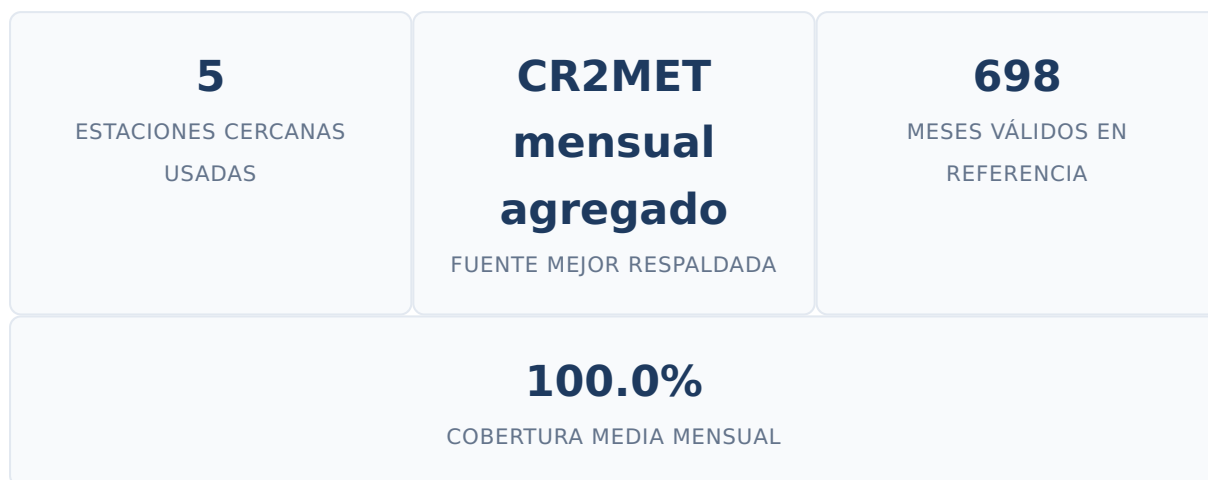 5
ESTACIONES CERCANAS
USADAS
CR2MET
mensual
agregado
FUENTE MEJOR RESPALDADA
698
MESES VÁLIDOS EN
REFERENCIA
100.0%
COBERTURA MEDIA MENSUAL